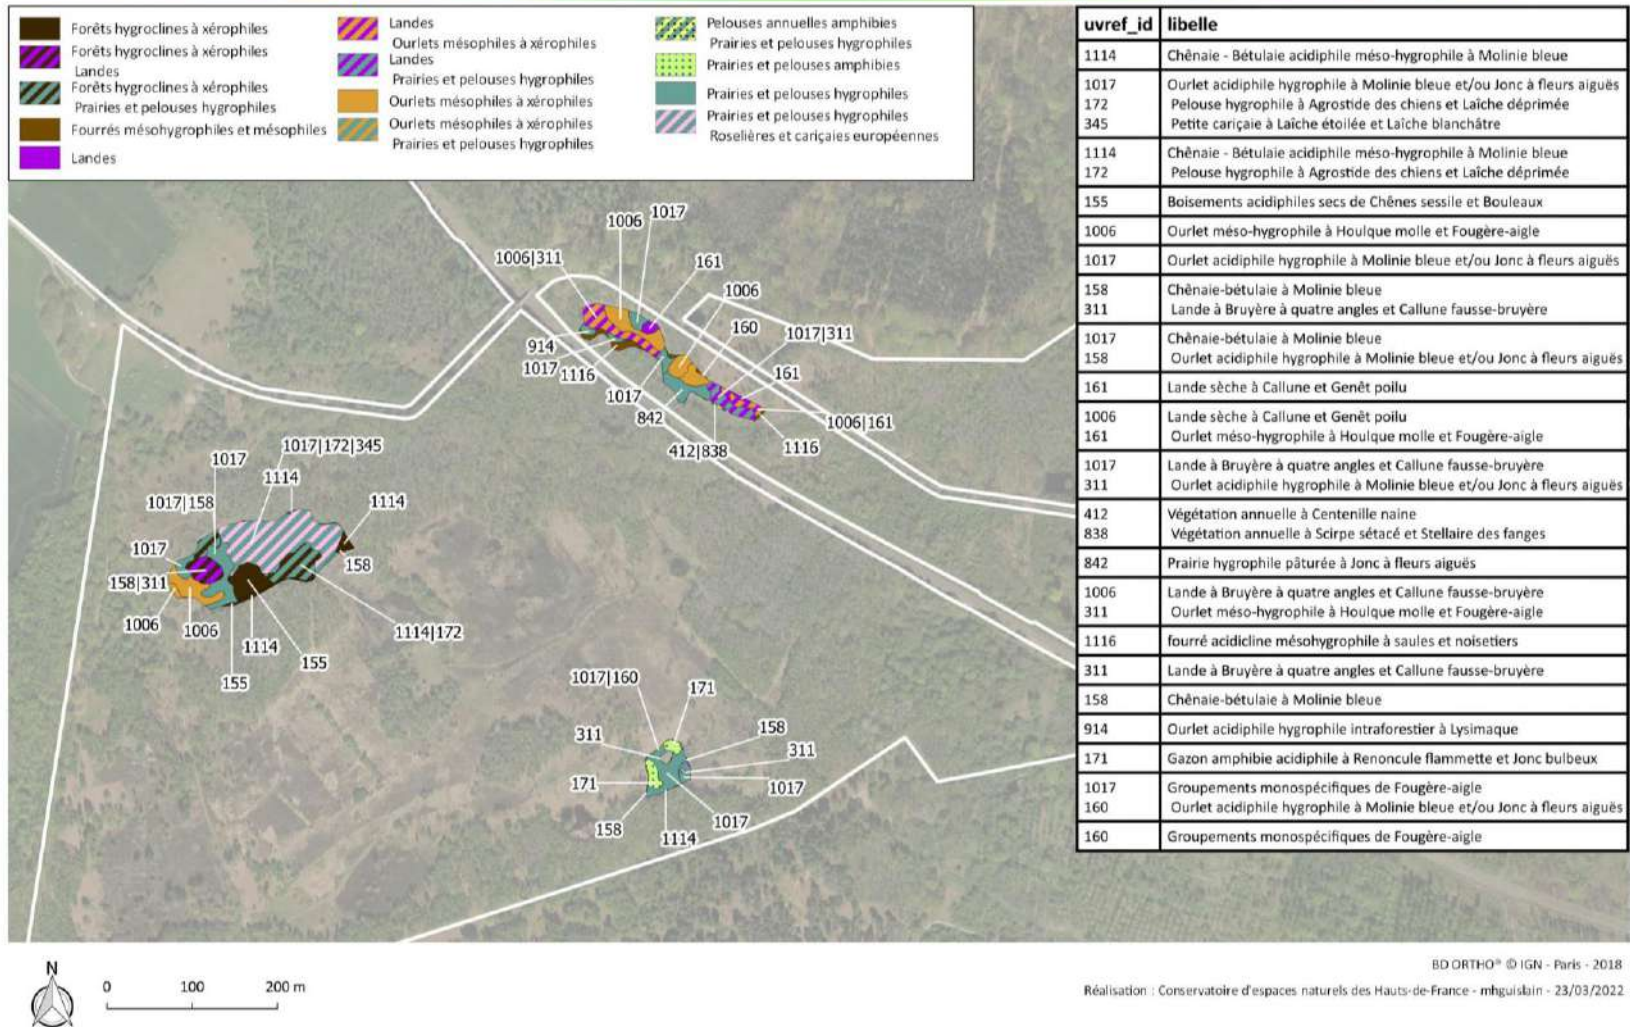 Forêts hygroclines à xérophiles
Forêts hygroclines à xérophiles
Landes
Forêts hygroclines à xérophiles
Prairies et pelouses hygrophiles
Fourrés mésohygrophiles et mésophiles
Landes
Landes
Ourlets mésophiles à xérophiles
Landes
Prairies et pelouses hygrophiles
Ourlets mésophiles à xérophiles
Ourlets mésophiles à xérophiles
Prairies et pelouses hygrophiles
Pelouses annuelles amphibies
Prairies et pelouses hygrophiles
Prairies et pelouses amphibies
Prairies et pelouses hygrophiles
Prairies et pelouses hygrophiles
Roselières et cariçaies européennes
1006
1017
1006|311
161
1006
160
1017|311
914
1017
1116
161
1017
842
1006|161
412|838
1116
1017|172|345
1017
1114
1017|158
1114
1017
158
158|311
1006
1006
1114
1114|172
155
155
1017|160
171
158
311
311
171
1017
158
1017
1114
uvref_id libelle
1114 Chênaie - Bétulaie acidiphile méso-hygrophile à Molinie bleue
1017 Ourlet acidiphile hygrophile à Molinie bleue et/ou Jonc à fleurs aiguës
172 Pelouse hygrophile à Agrostide des chiens et Laîche déprimée
345 Petite cariçaie à Laîche étoilée et Laîche blanchâtre
1114 Chênaie - Bétulaie acidiphile méso-hygrophile à Molinie bleue
172 Pelouse hygrophile à Agrostide des chiens et Laîche déprimée
155 Boisements acidiphiles secs de Chênes sessile et Bouleaux
1006 Ourlet méso-hygrophile à Houlque molle et Fougère-aigle
1017 Ourlet acidiphile hygrophile à Molinie bleue et/ou Jonc à fleurs aiguës
158 Chênaie-bétulaie à Molinie bleue
311 Lande à Bruyère à quatre angles et Callune fausse-bruyère
1017 Chênaie-bétulaie à Molinie bleue
158 Ourlet acidiphile hygrophile à Molinie bleue et/ou Jonc à fleurs aiguës
161 Lande sèche à Callune et Genêt poilu
1006 Lande sèche à Callune et Genêt poilu
161 Ourlet méso-hygrophile à Houlque molle et Fougère-aigle
1017 Lande à Bruyère à quatre angles et Callune fausse-bruyère
311 Ourlet acidiphile hygrophile à Molinie bleue et/ou Jonc à fleurs aiguës
412 Végétation annuelle à Centenille naine
838 Végétation annuelle à Scirpe sétacé et Stellaire des fanges
842 Prairie hygrophile pâturée à Jonc à fleurs aiguës
1006 Lande à Bruyère à quatre angles et Callune fausse-bruyère
311 Ourlet méso-hygrophile à Houlque molle et Fougère-aigle
1116 fourré acidicline mésohygrophile à saules et noisetiers
311 Lande à Bruyère à quatre angles et Callune fausse-bruyère
158 Chênaie-bétulaie à Molinie bleue
914 Ourlet acidiphile hygrophile intraforestier à Lysimaque
171 Gazon amphibie acidiphile à Renoncule flammette et Jonc bulbeux
1017 Groupements monospécifiques de Fougère-aigle
160 Ourlet acidiphile hygrophile à Molinie bleue et/ou Jonc à fleurs aiguës
160 Groupements monospécifiques de Fougère-aigle
N
0 100 200 m
BD ORTHO® © IGN - Paris - 2018
Réalisation : Conservatoire d'espaces naturels des Hauts-de-France - mhguislain - 23/03/2022